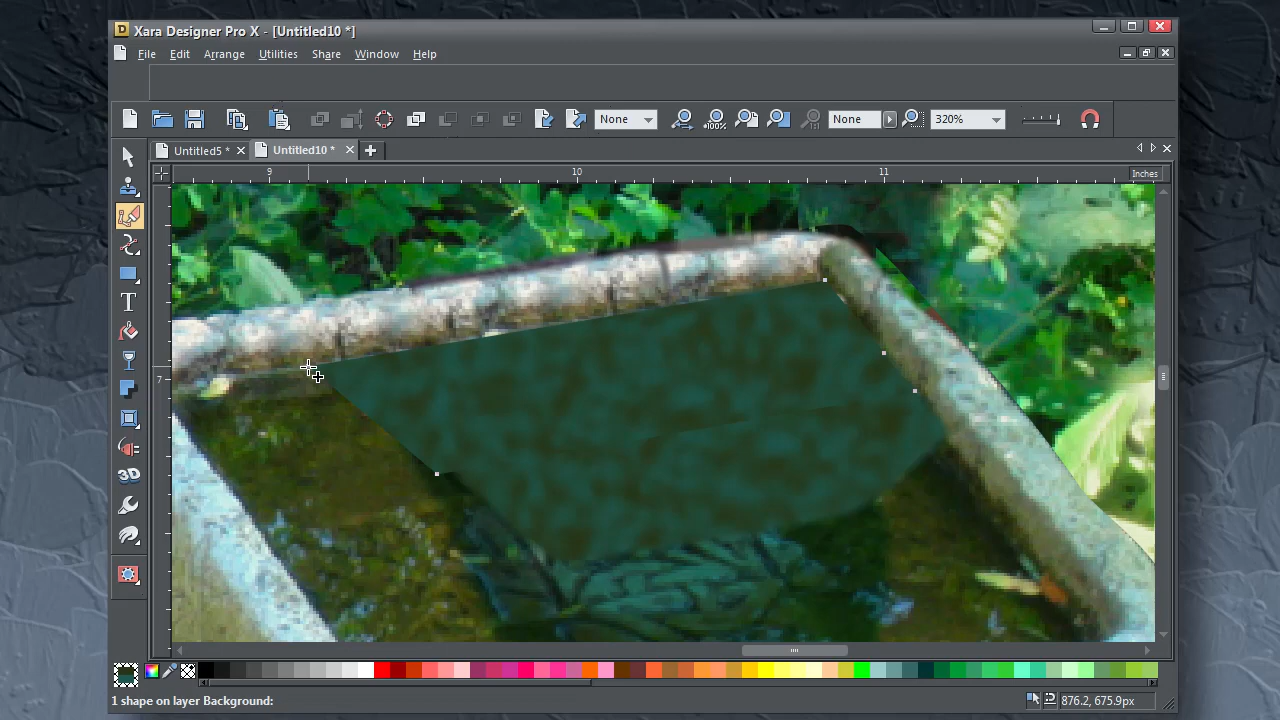 Xara Designer Pro X - [Untitled10 *]
File Edit Arrange Utilities Share Window Help
None None 320%
Untitled5 * Untitled10 *
9 10 11 Inches
T
7
3D
1 shape on layer Background: 876.2, 675.9px